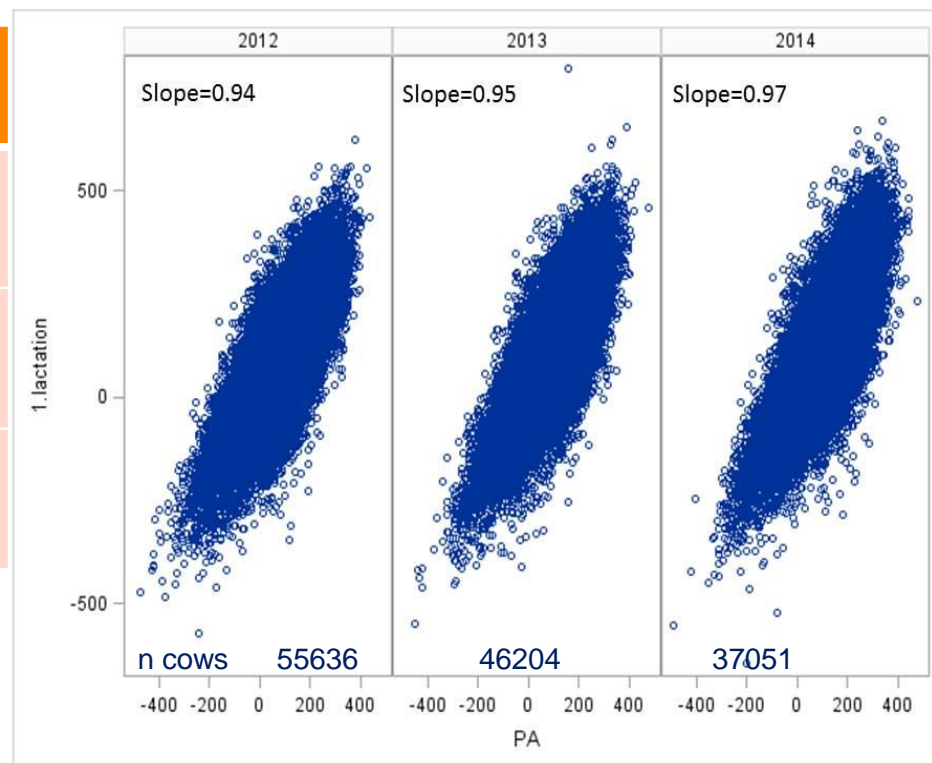 2012 2013 2014
Slope=0.94 Slope=0.95 Slope=0.97
500
1.lactation
0
-500
n cows 55636 46204 37051
-400 -200 0 200 400 -400 -200 0 200 400 -400 -200 0 200 400
PA